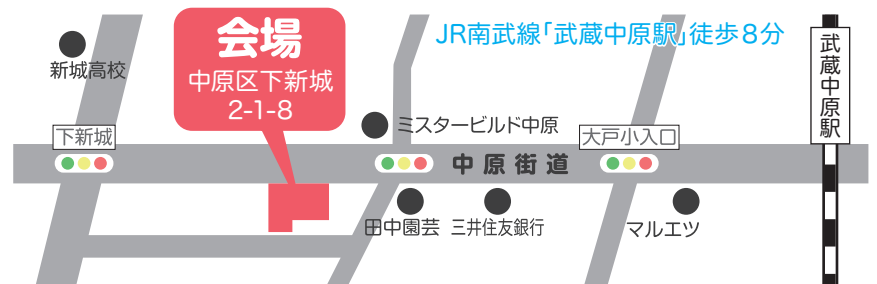 会場
中原区下新城
2-1-8
JR南武線「武蔵中原駅」徒歩8分
新城高校
武蔵中原駅
下新城
ミスタービルド中原
大戸小入口
中原街道
田中園芸
三井住友銀行
マルエツ